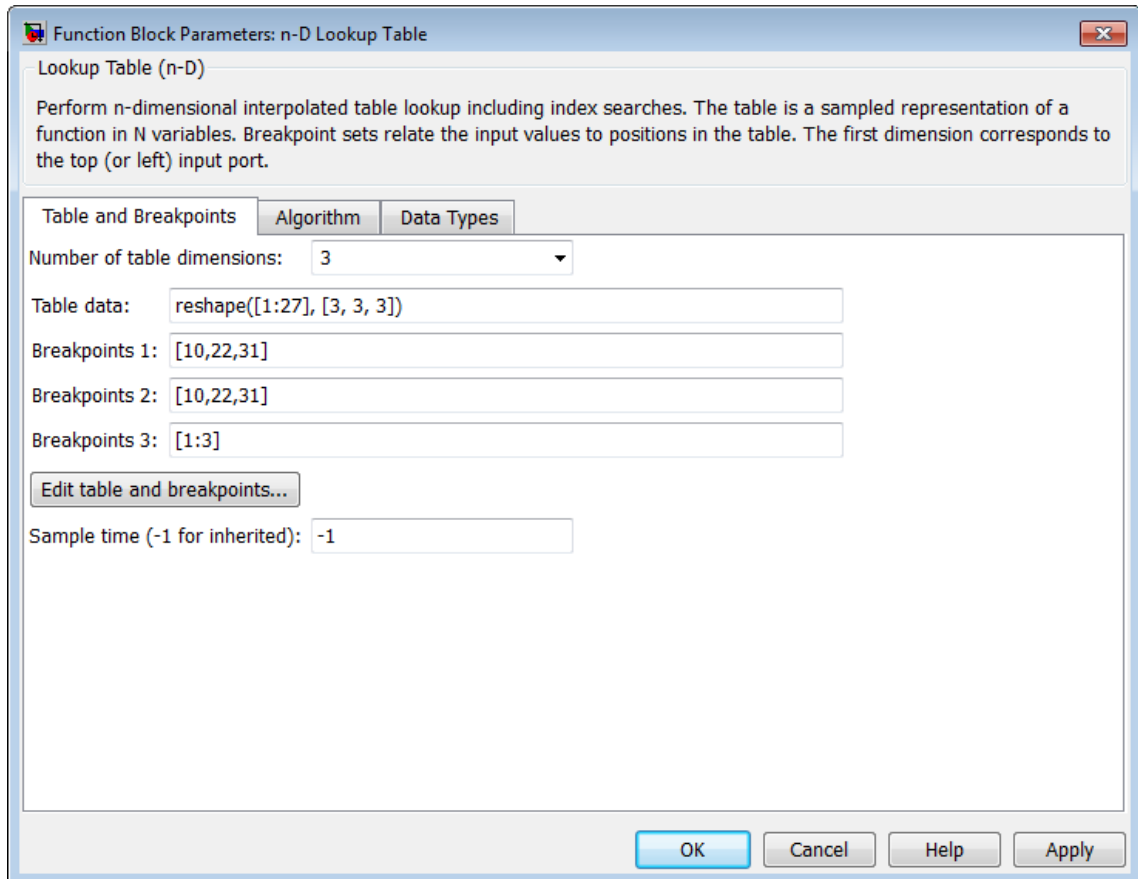 Function Block Parameters: n-D Lookup Table
Lookup Table (n-D)
Perform n-dimensional interpolated table lookup including index searches. The table is a sampled representation of a
function in N variables. Breakpoint sets relate the input values to positions in the table. The first dimension corresponds to
the top (or left) input port.
Table and Breakpoints Algorithm Data Types
Number of table dimensions: 3
Table data: reshape([1:27], [3, 3, 3])
Breakpoints 1: [10,22,31]
Breakpoints 2: [10,22,31]
Breakpoints 3: [1:3]
Edit table and breakpoints...
Sample time (-1 for inherited): -1
OK Cancel Help Apply